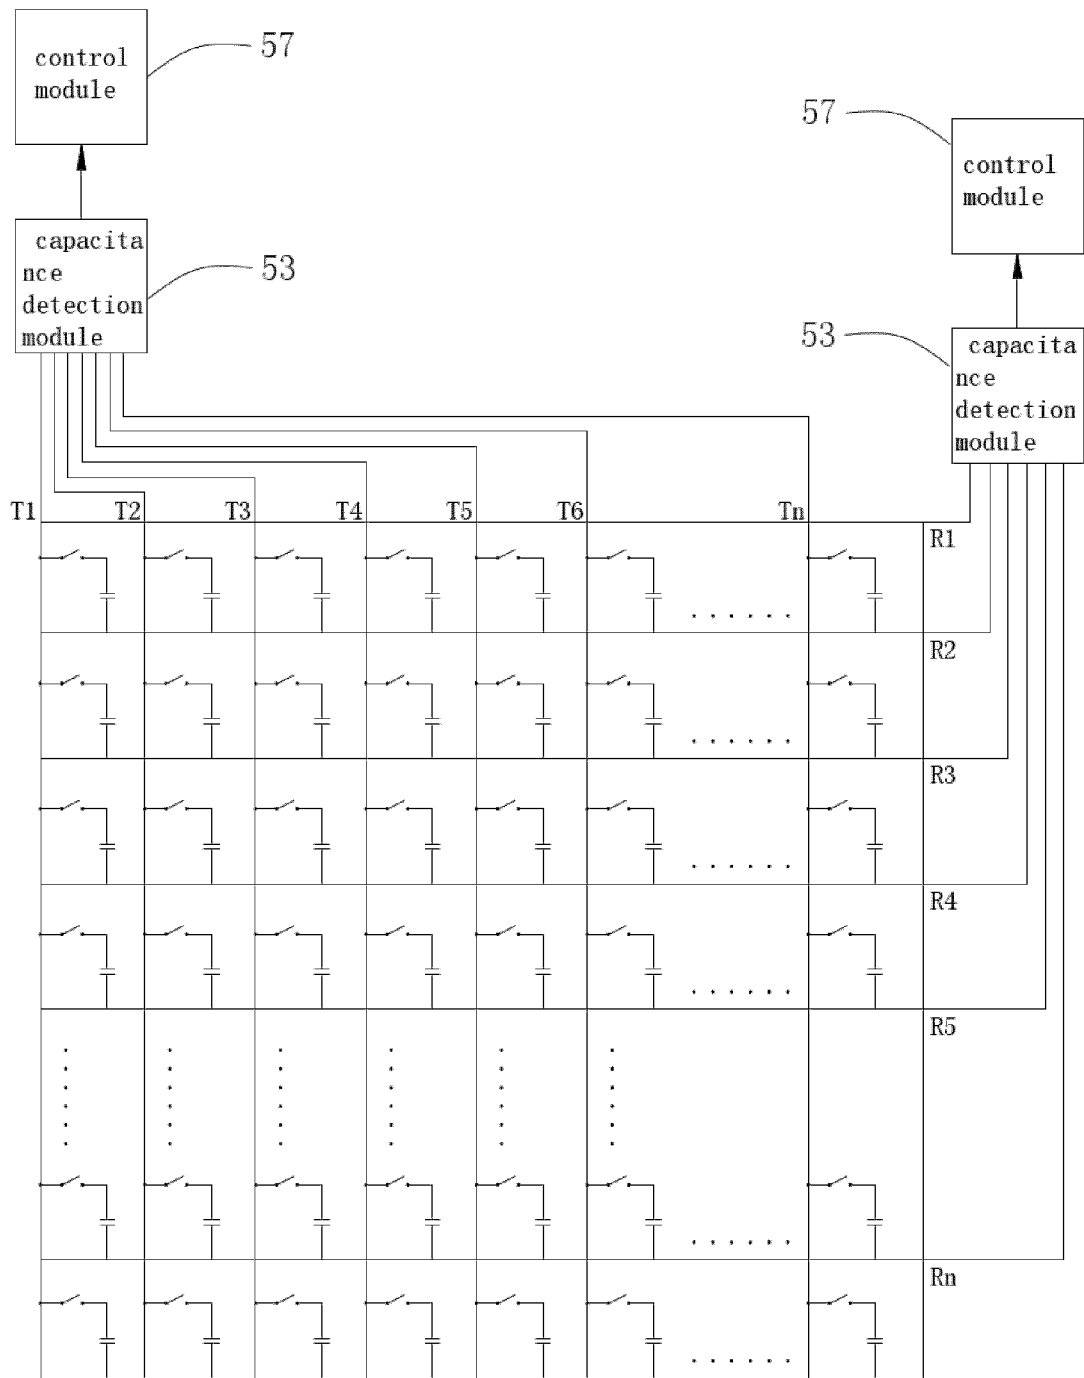 control
module
57
57
control
module
capacita
nce
detection
module
53
53
capacita
nce
detection
module
T1
T2
T3
T4
T5
T6
Tn
R1
R2
R3
R4
R5
Rn